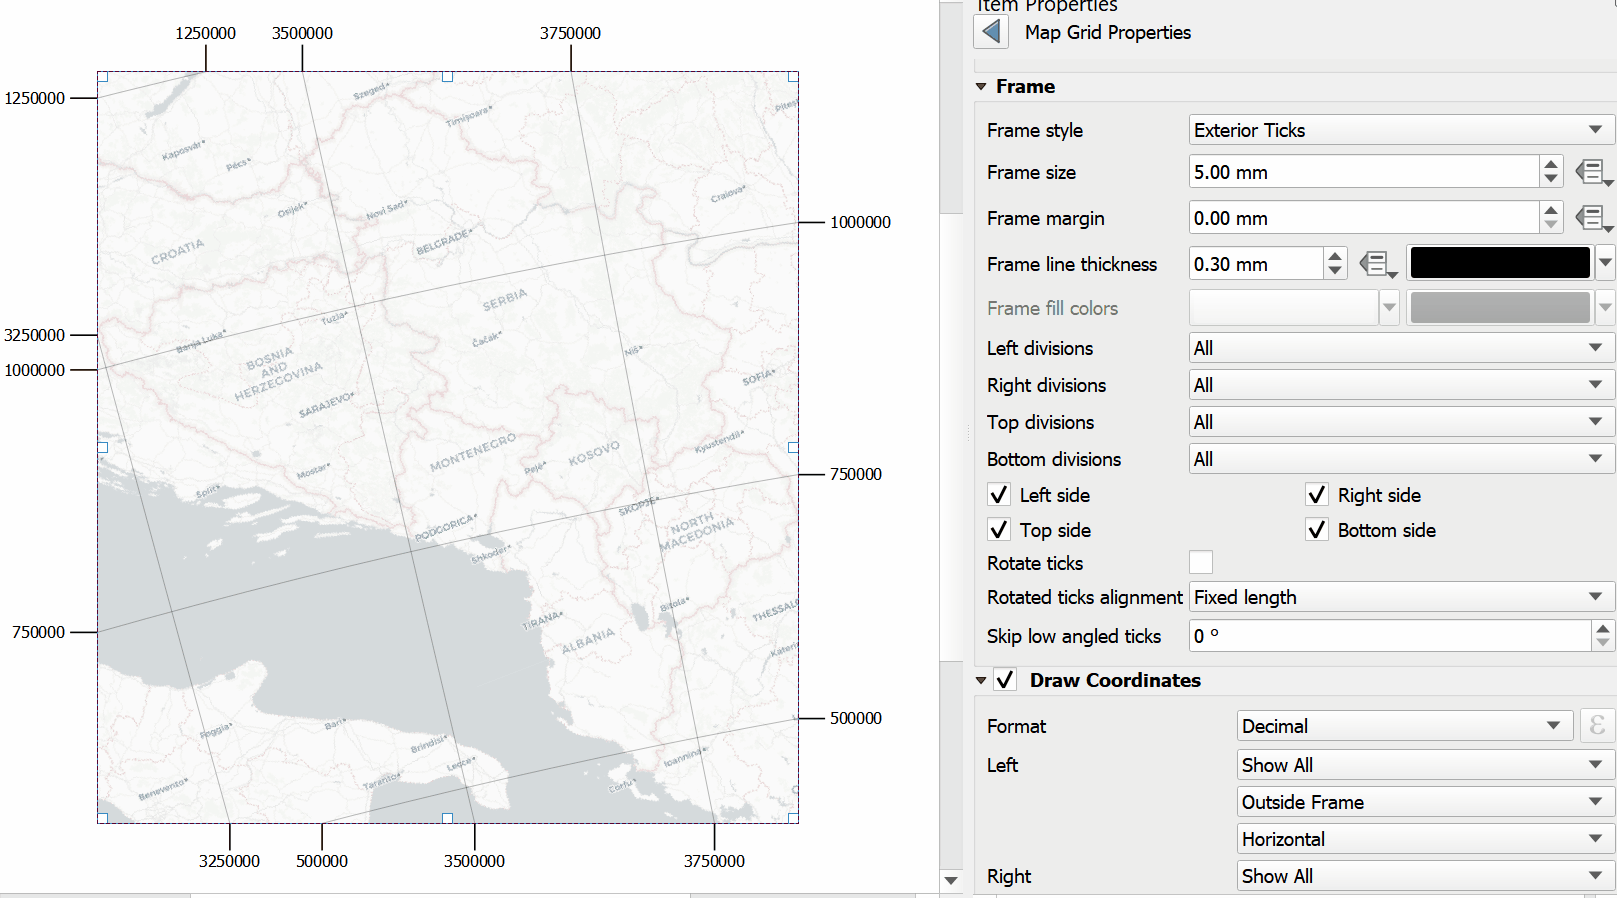 Item Properties
Map Grid Properties
1250000 3500000 3750000
1250000
3250000
1000000
750000
1000000
750000
500000
3250000 500000 3500000 3750000
Szeged
Timișoara
Kaposvár
Pécs
Craiova
Osijek
Novi Sad
BELGRADE
CROATIA
SERBIA
Tuzla
Banja Luka
Čačak
Niš
BOSNIA
AND
HERZEGOVINA
SOFIA
SARAJEVO
MONTENEGRO
KOSOVO
Kyustendil
Pejë
Mostar
Split
SKOPJE
PODGORICA
NORTH
MACEDONIA
Shkodër
Bitola
THESSALO
TIRANA
ALBANIA
Kateri
Foggia
Bari
Brindisi
Lecce
Taranto
Ioannina
Corfu
Benevento
Frame
Frame style Exterior Ticks
Frame size 5.00 mm
Frame margin 0.00 mm
Frame line thickness 0.30 mm
Frame fill colors
Left divisions All
Right divisions All
Top divisions All
Bottom divisions All
Left side Right side
Top side Bottom side
Rotate ticks
Rotated ticks alignment Fixed length
Skip low angled ticks 0 °
Draw Coordinates
Format Decimal ε
Left Show All
Outside Frame
Horizontal
Right Show All